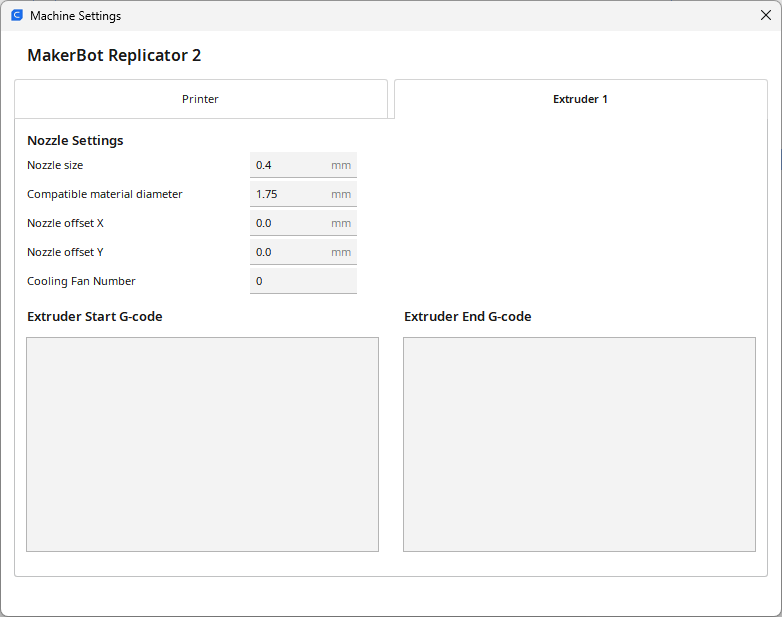 Machine Settings
MakerBot Replicator 2
Printer
Extruder 1
Nozzle Settings
Nozzle size 0.4 mm
Compatible material diameter 1.75 mm
Nozzle offset X 0.0 mm
Nozzle offset Y 0.0 mm
Cooling Fan Number 0
Extruder Start G-code
Extruder End G-code